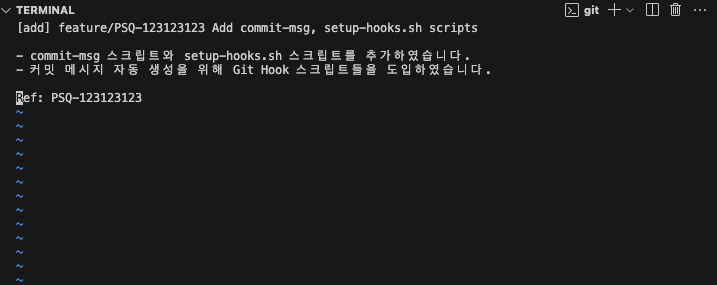 TERMINAL
git
[add] feature/PSQ-123123123 Add commit-msg, setup-hooks.sh scripts
- commit-msg 스크립트와 setup-hooks.sh 스크립트를 추가하였습니다.
- 커밋 메시지 자동 생성을 위해 Git Hook 스크립트들을 도입하였습니다.
Ref: PSQ-123123123
~
~
~
~
~
~
~
~
~
~
~
~
~